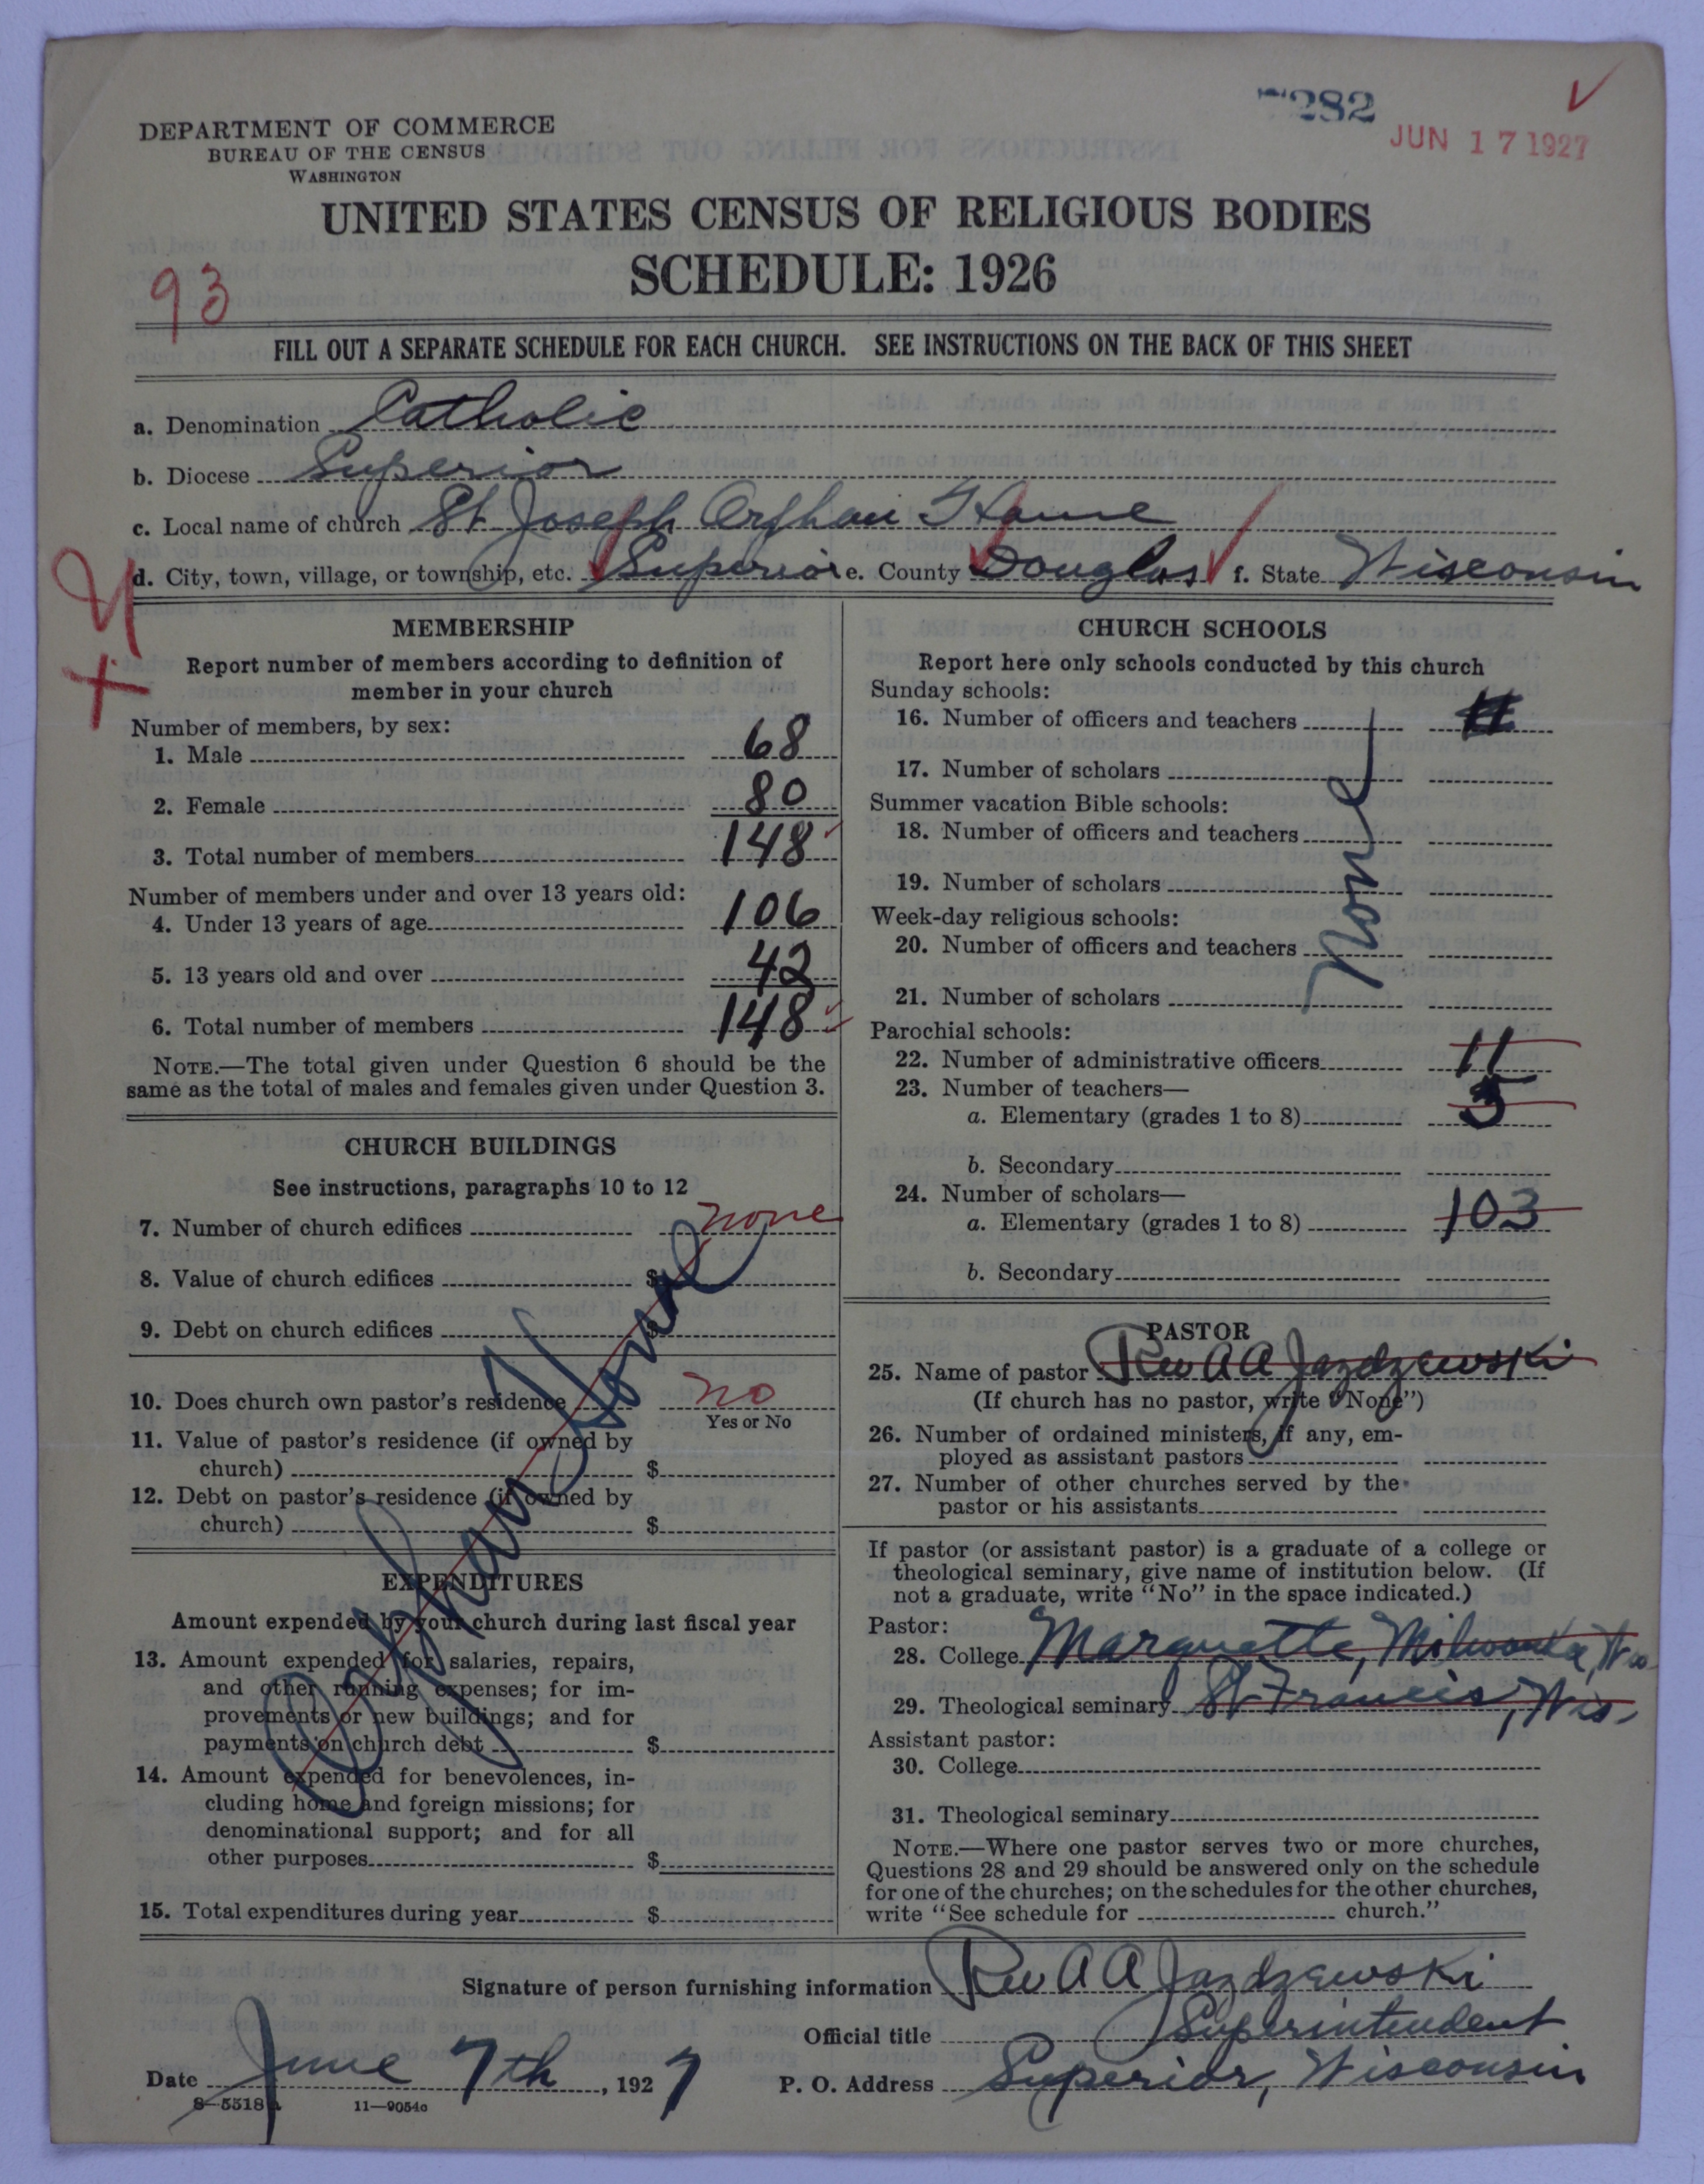 282
JUN 17 1927
DEPARTMENT OF COMMERCE
BUREAU OF THE CENSUS
WASHINGTON
UNITED STATES CENSUS OF RELIGIOUS BODIES
SCHEDULE: 1926
93
FILL OUT A SEPARATE SCHEDULE FOR EACH CHURCH. SEE INSTRUCTIONS ON THE BACK OF THIS SHEET
a. Denomination Catholic
b. Diocese Superior
c. Local name of church St Joseph Orphan Home
d. City, town, village, or township, etc. Superior e. County Douglas f. State Wisconsin
MEMBERSHIP
Report number of members according to definition of
member in your church
Number of members, by sex:
1. Male 68
2. Female 80
3. Total number of members 148
Number of members under and over 13 years old:
4. Under 13 years of age 106
5. 13 years old and over 42
6. Total number of members 148
NOTE.—The total given under Question 6 should be the
same as the total of males and females given under Question 3.
CHURCH BUILDINGS
See instructions, paragraphs 10 to 12
7. Number of church edifices none
8. Value of church edifices $
9. Debt on church edifices $
10. Does church own pastor's residence no
Yes or No
11. Value of pastor's residence (if owned by
church) $
12. Debt on pastor's residence (if owned by
church) $
Orphan Home
EXPENDITURES
Amount expended by your church during last fiscal year
13. Amount expended for salaries, repairs,
and other running expenses; for im-
provements or new buildings; and for
payments on church debt $
14. Amount expended for benevolences, in-
cluding home and foreign missions; for
denominational support; and for all
other purposes $
15. Total expenditures during year $
CHURCH SCHOOLS
Report here only schools conducted by this church
Sunday schools:
16. Number of officers and teachers
17. Number of scholars
Summer vacation Bible schools:
18. Number of officers and teachers
19. Number of scholars
Week-day religious schools:
20. Number of officers and teachers
21. Number of scholars
None
Parochial schools:
22. Number of administrative officers 11
23. Number of teachers—
a. Elementary (grades 1 to 8) 5
b. Secondary
24. Number of scholars—
a. Elementary (grades 1 to 8) 103
b. Secondary
PASTOR
25. Name of pastor Rev A A Jazdzewski
(If church has no pastor, write "None")
26. Number of ordained ministers, if any, em-
ployed as assistant pastors
27. Number of other churches served by the
pastor or his assistants
If pastor (or assistant pastor) is a graduate of a college or
theological seminary, give name of institution below. (If
not a graduate, write "No" in the space indicated.)
Pastor:
28. College Marquette, Milwaukee, Wis
29. Theological seminary St Francis, Wis.
Assistant pastor:
30. College
31. Theological seminary
NOTE.—Where one pastor serves two or more churches,
Questions 28 and 29 should be answered only on the schedule
for one of the churches; on the schedules for the other churches,
write "See schedule for church."
Signature of person furnishing information Rev A A Jazdzewski
Official title Superintendent
Date June 7th, 1927 P. O. Address Superior, Wisconsin
8—5518a 11—9054c